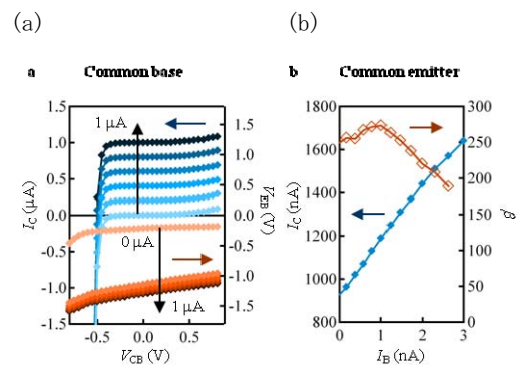 (a)
(b)
a Common base
b Common emitter
1.5
1.0
0.5
0.0
-0.5
-1.0
-1.5
I_C (μA)
1 μA
0 μA
1 μA
1.5
1.0
0.5
0.0
-0.5
1.0
-1.5
V_EB (V)
-0.5 0.0 0.5
V_CB (V)
1800
1600
1400
1200
1000
800
I_C (nA)
300
250
200
150
100
50
0
β
0 1 2 3
I_B (nA)